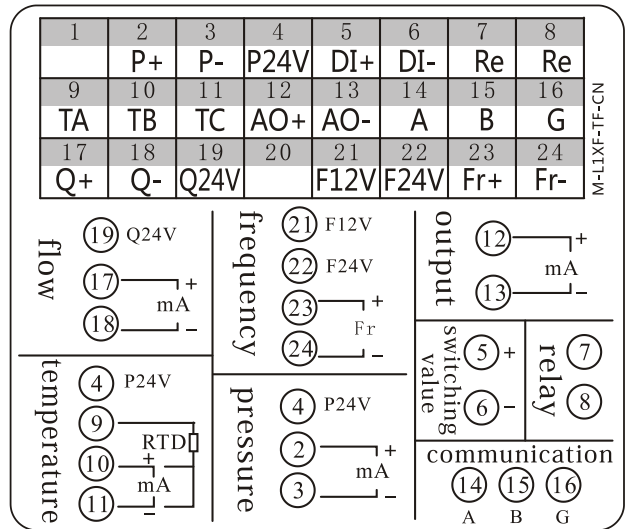 1 2 3 4 5 6 7 8
P+ P- P24V DI+ DI- Re Re
9 10 11 12 13 14 15 16
TA TB TC AO+ AO- A B G
17 18 19 20 21 22 23 24
Q+ Q- Q24V F12V F24V Fr+ Fr-
M-L1XF-TF-CN
flow
19 Q24V
17 +
mA
18 −
frequency
21 F12V
22 F24V
23 +
Fr
24 −
output
12 +
mA
13 −
switching
value
5 +
6 −
relay
7
8
temperature
4 P24V
9
RTD
10 +
mA
11 −
pressure
4 P24V
2 +
mA
3 −
communication
14 15 16
A B G